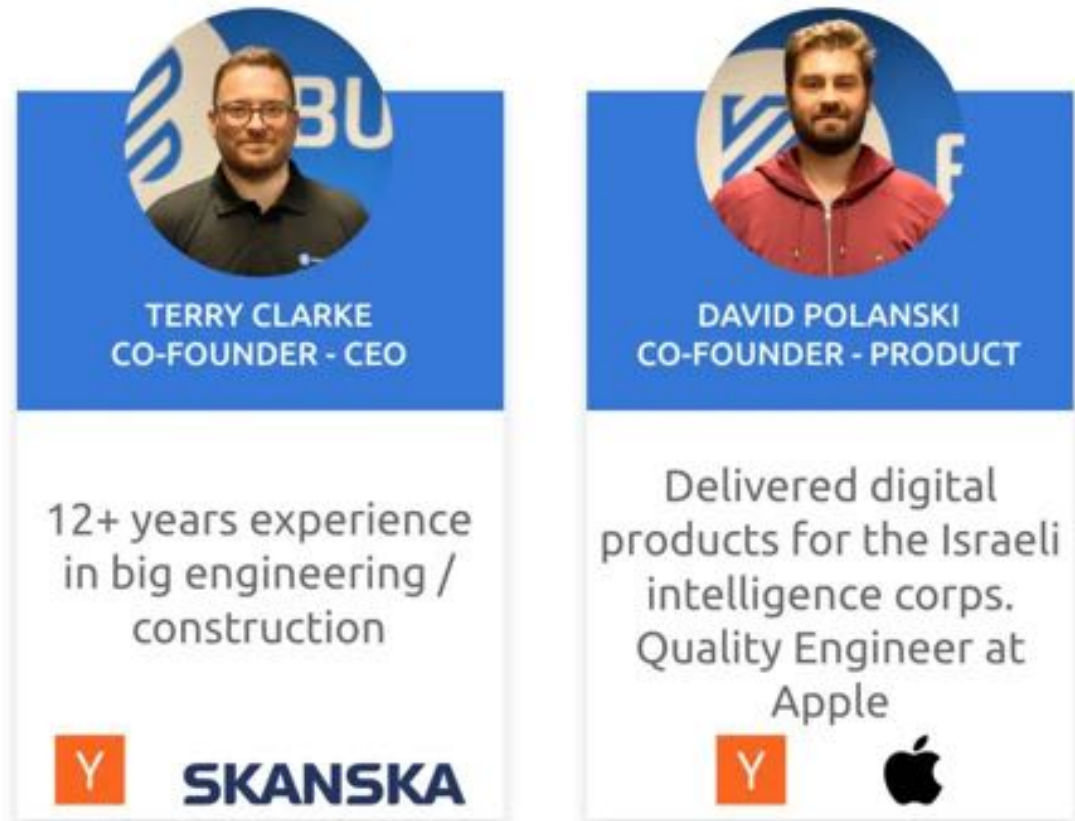 BU
TERRY CLARKE
CO-FOUNDER - CEO
12+ years experience
in big engineering /
construction
Y
SKANSKA
DAVID POLANSKI
CO-FOUNDER - PRODUCT
Delivered digital
products for the Israeli
intelligence corps.
Quality Engineer at
Apple
Y